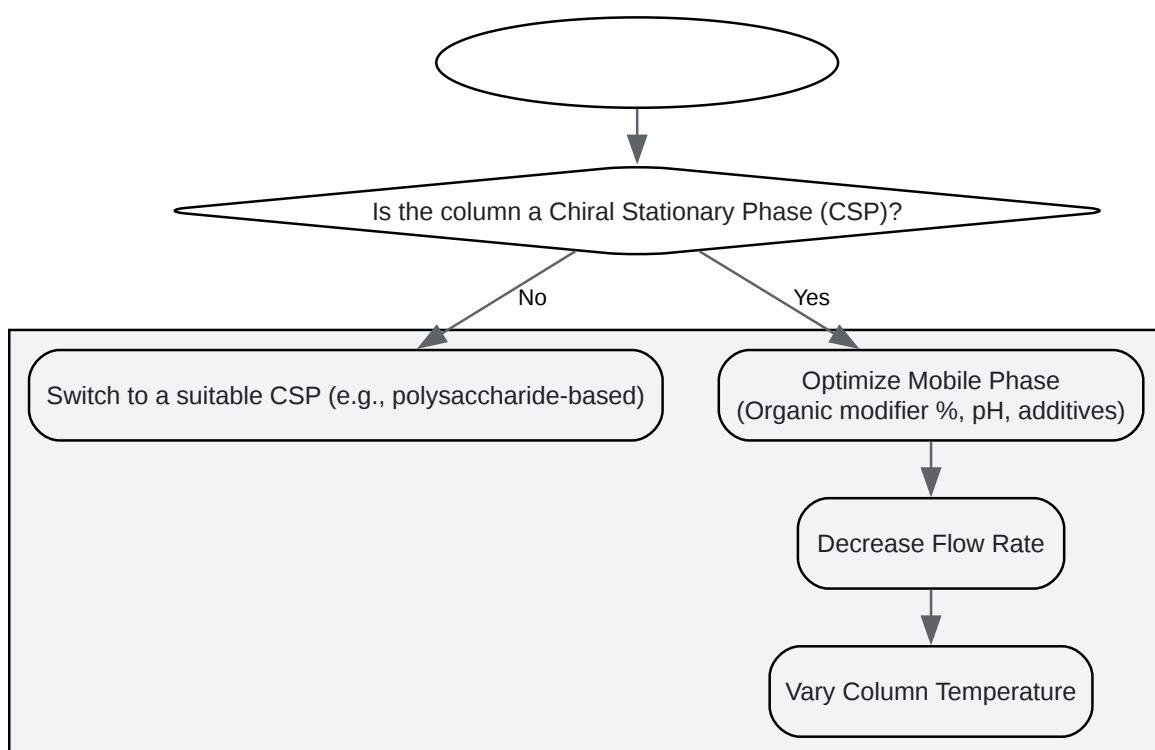 Is the column a Chiral Stationary Phase (CSP)?
No
Yes
Switch to a suitable CSP (e.g., polysaccharide-based)
Optimize Mobile Phase
(Organic modifier %, pH, additives)
Decrease Flow Rate
Vary Column Temperature